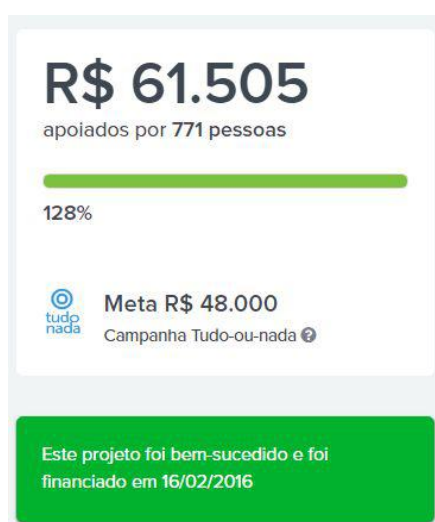 R$ 61.505
apoiados por 771 pessoas
128%
tudo
nada
Meta R$ 48.000
Campanha Tudo-ou-nada ?
Este projeto foi bem-sucedido e foi
financiado em 16/02/2016